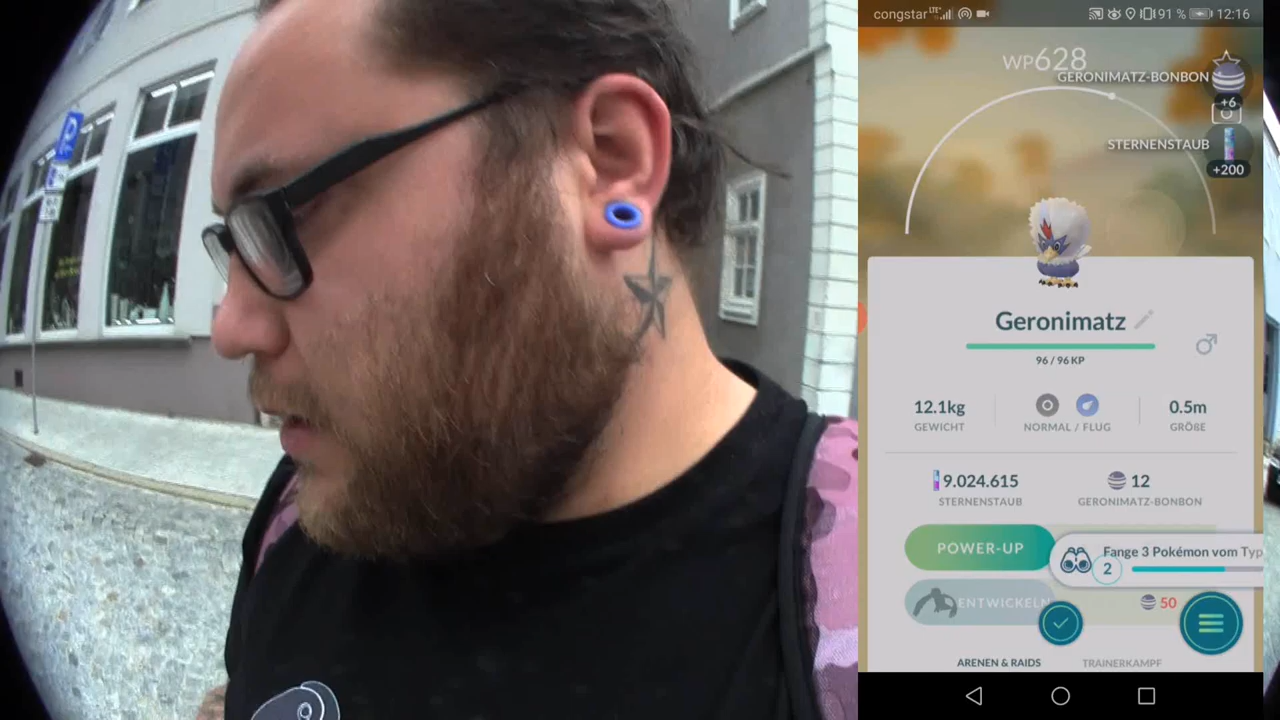 congstar LTE 91 % 12:16
WP628
GERONIMATZ-BONBON
+6
STERNENSTAUB
+200
Geronimatz
96 / 96 KP
12.1kg
GEWICHT
NORMAL / FLUG
0.5m
GRÖßE
9.024.615
STERNENSTAUB
12
GERONIMATZ-BONBON
POWER-UP
Fange 3 Pokémon vom Typ
2
ENTWICKELN
50
ARENEN & RAIDS
TRAINERKAMPF